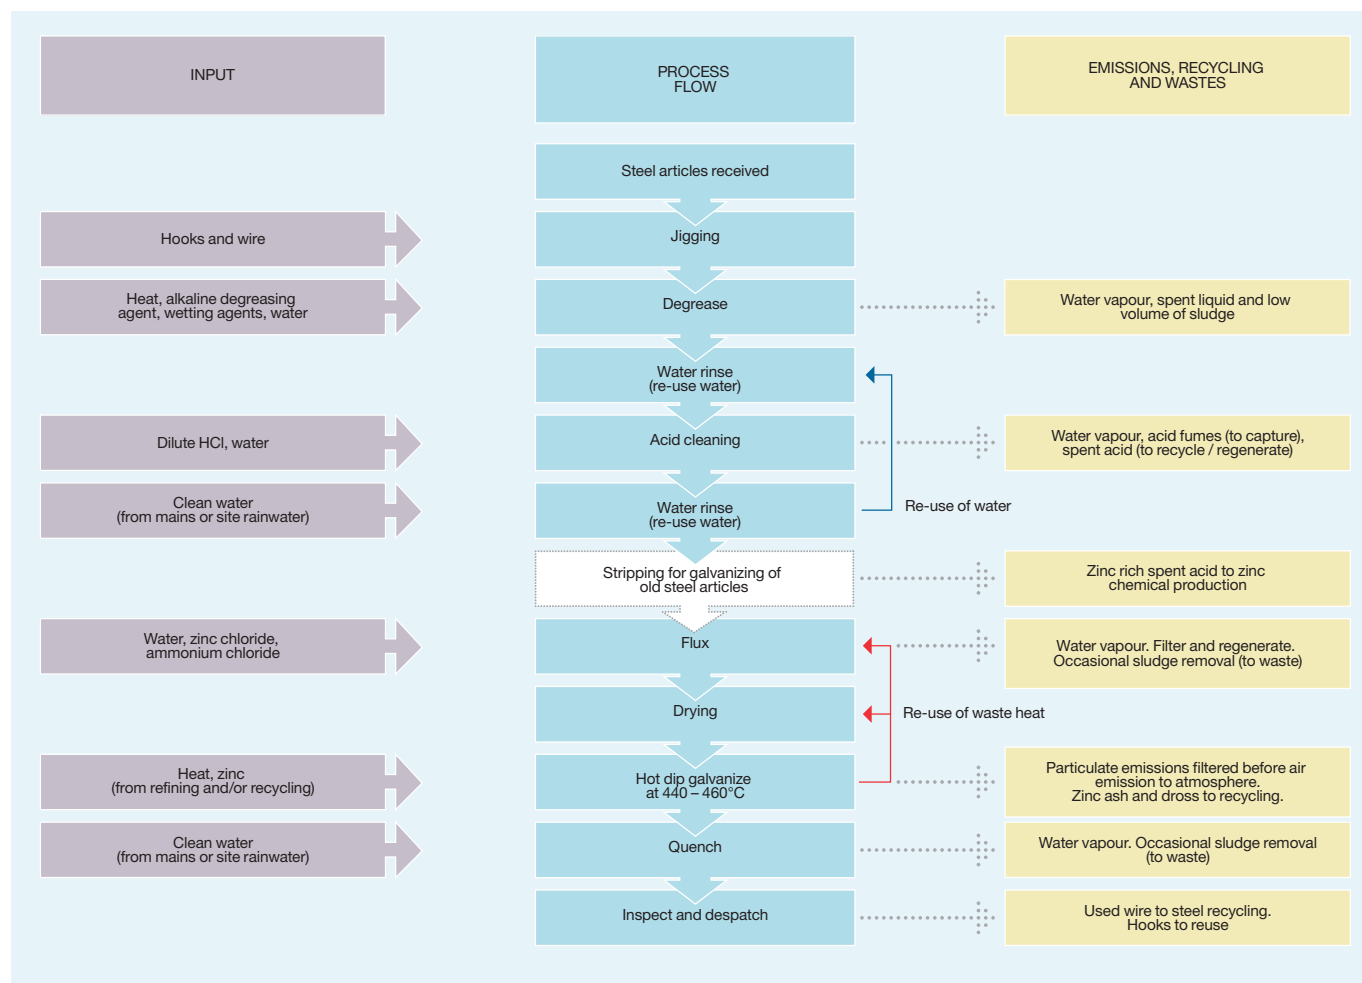 INPUT
PROCESS
FLOW
EMISSIONS, RECYCLING
AND WASTES
Steel articles received
Hooks and wire
Jigging
Heat, alkaline degreasing
agent, wetting agents, water
Degrease
Water vapour, spent liquid and low
volume of sludge
Water rinse
(re-use water)
Dilute HCl, water
Acid cleaning
Water vapour, acid fumes (to capture),
spent acid (to recycle / regenerate)
Clean water
(from mains or site rainwater)
Water rinse
(re-use water)
Re-use of water
Stripping for galvanizing of
old steel articles
Zinc rich spent acid to zinc
chemical production
Water, zinc chloride,
ammonium chloride
Flux
Water vapour. Filter and regenerate.
Occasional sludge removal (to waste)
Drying
Re-use of waste heat
Heat, zinc
(from refining and/or recycling)
Hot dip galvanize
at 440 – 460°C
Particulate emissions filtered before air
emission to atmosphere.
Zinc ash and dross to recycling.
Clean water
(from mains or site rainwater)
Quench
Water vapour. Occasional sludge removal
(to waste)
Inspect and despatch
Used wire to steel recycling.
Hooks to reuse